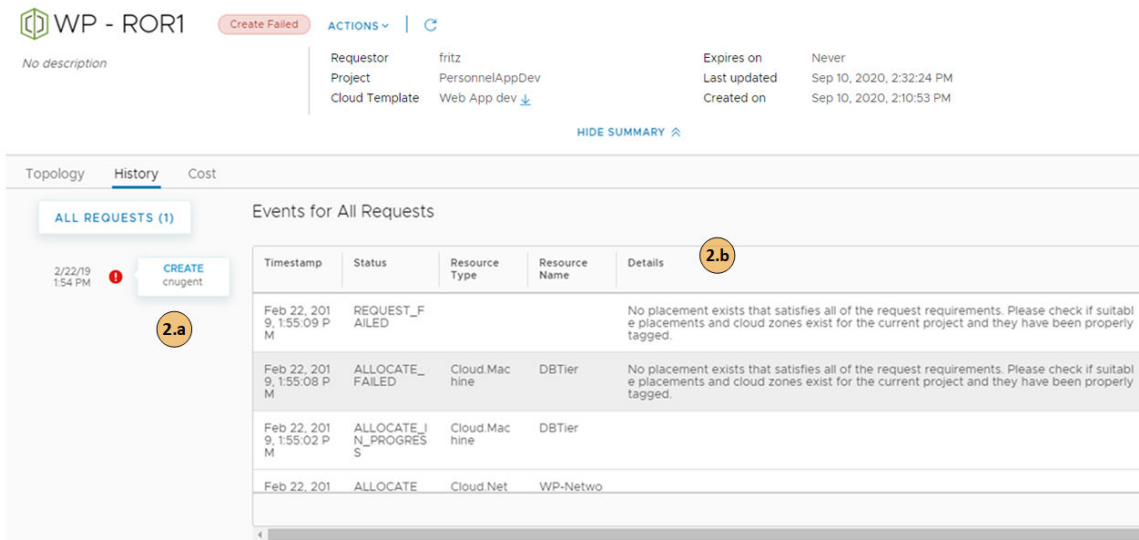 WP - ROR1
Create Failed
ACTIONS
No description
Requestor fritz
Project PersonnelAppDev
Cloud Template Web App dev
Expires on Never
Last updated Sep 10, 2020, 2:32:24 PM
Created on Sep 10, 2020, 2:10:53 PM
HIDE SUMMARY
Topology History Cost
ALL REQUESTS (1)
2/22/19
1:54 PM
CREATE
cnugent
2.a
Events for All Requests
2.b
Timestamp Status Resource Type Resource Name Details
Feb 22, 201
9, 1:55:09 P
M
REQUEST_F
AILED
No placement exists that satisfies all of the request requirements. Please check if suitabl
e placements and cloud zones exist for the current project and they have been properly
tagged.
Feb 22, 201
9, 1:55:08 P
M
ALLOCATE_
FAILED
Cloud.Mac
hine
DBTier
No placement exists that satisfies all of the request requirements. Please check if suitabl
e placements and cloud zones exist for the current project and they have been properly
tagged.
Feb 22, 201
9, 1:55:02 P
M
ALLOCATE_I
N_PROGRES
S
Cloud.Mac
hine
DBTier
Feb 22, 201 ALLOCATE Cloud.Net WP-Netwo